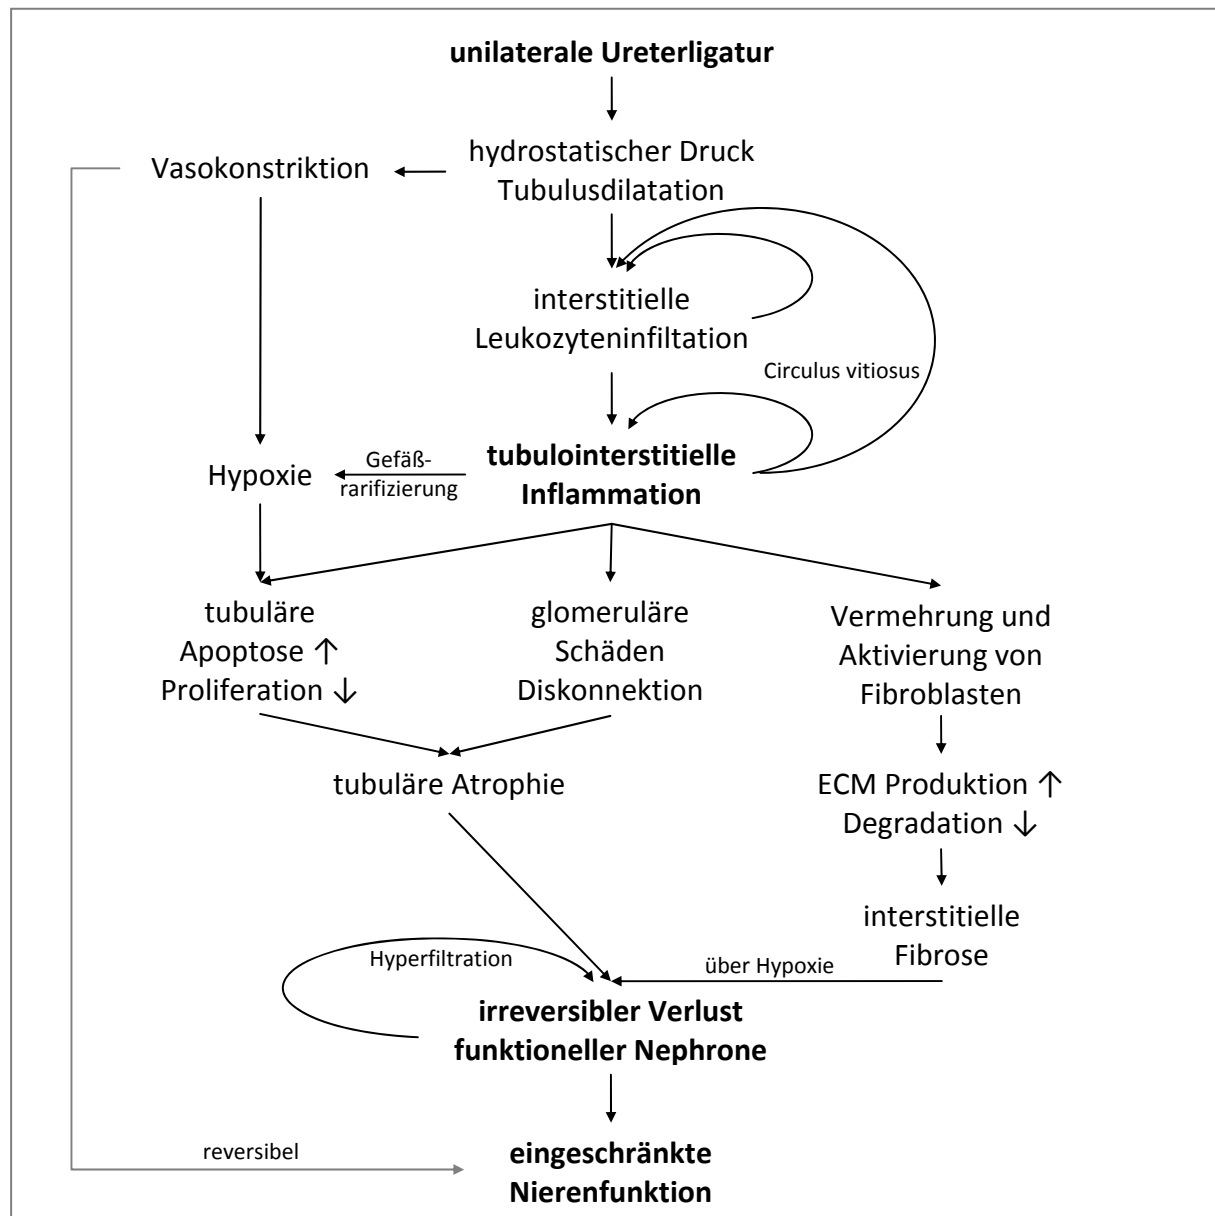 unilaterale Ureterligatur
hydrostatischer Druck
Tubulusdilatation
Vasokonstriktion
interstitielle
Leukozyteninfiltation
Circulus vitiosus
tubulointerstitielle
Inflammation
Gefäß-
rarifizierung
Hypoxie
tubuläre
Apoptose ↑
Proliferation ↓
glomeruläre
Schäden
Diskonnektion
Vermehrung und
Aktivierung von
Fibroblasten
tubuläre Atrophie
ECM Produktion ↑
Degradation ↓
interstitielle
Fibrose
Hyperfiltration
über Hypoxie
irreversibler Verlust
funktioneller Nephrone
reversibel
eingeschränkte
Nierenfunktion